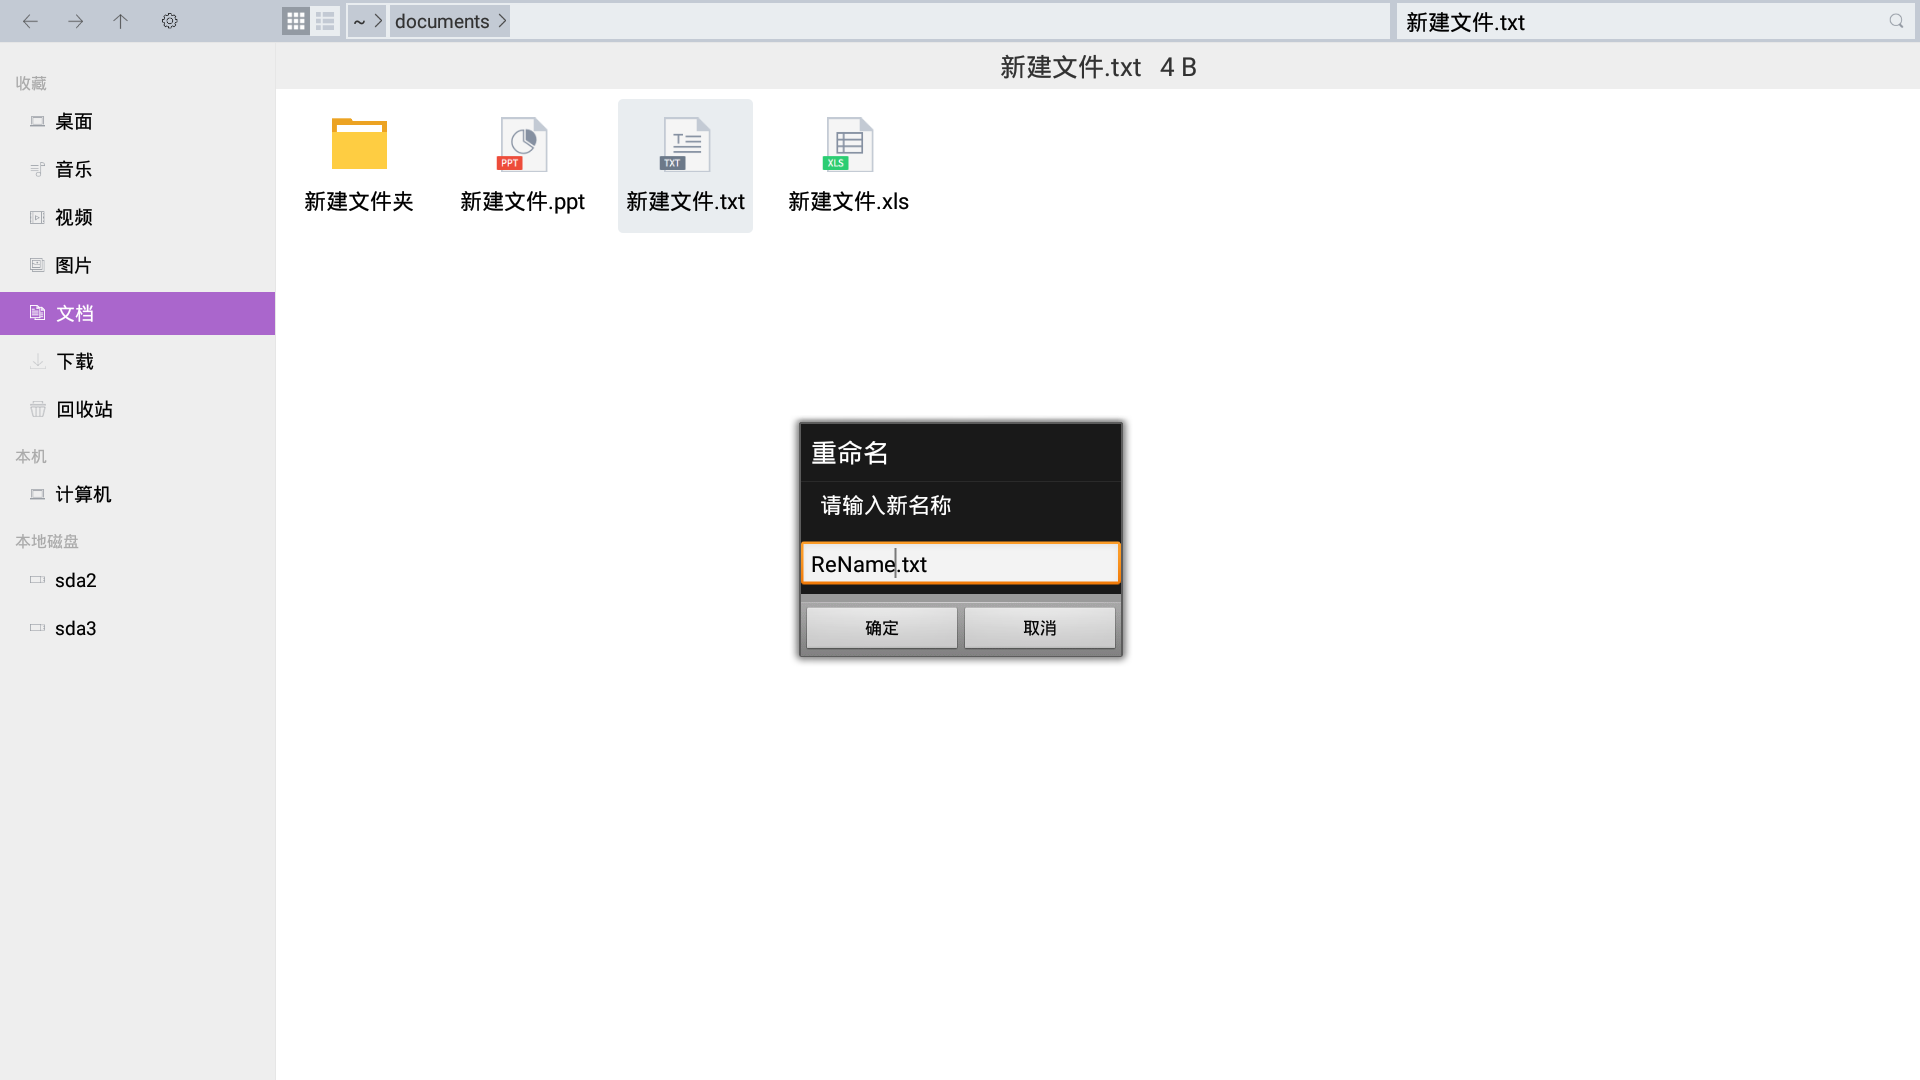 ~
documents
新建文件.txt
新建文件.txt 4 B
收藏
桌面
音乐
视频
图片
文档
下载
回收站
本机
计算机
本地磁盘
sda2
sda3
PPT
TXT
XLS
新建文件夹
新建文件.ppt
新建文件.txt
新建文件.xls
重命名
请输入新名称
ReName.txt
确定
取消